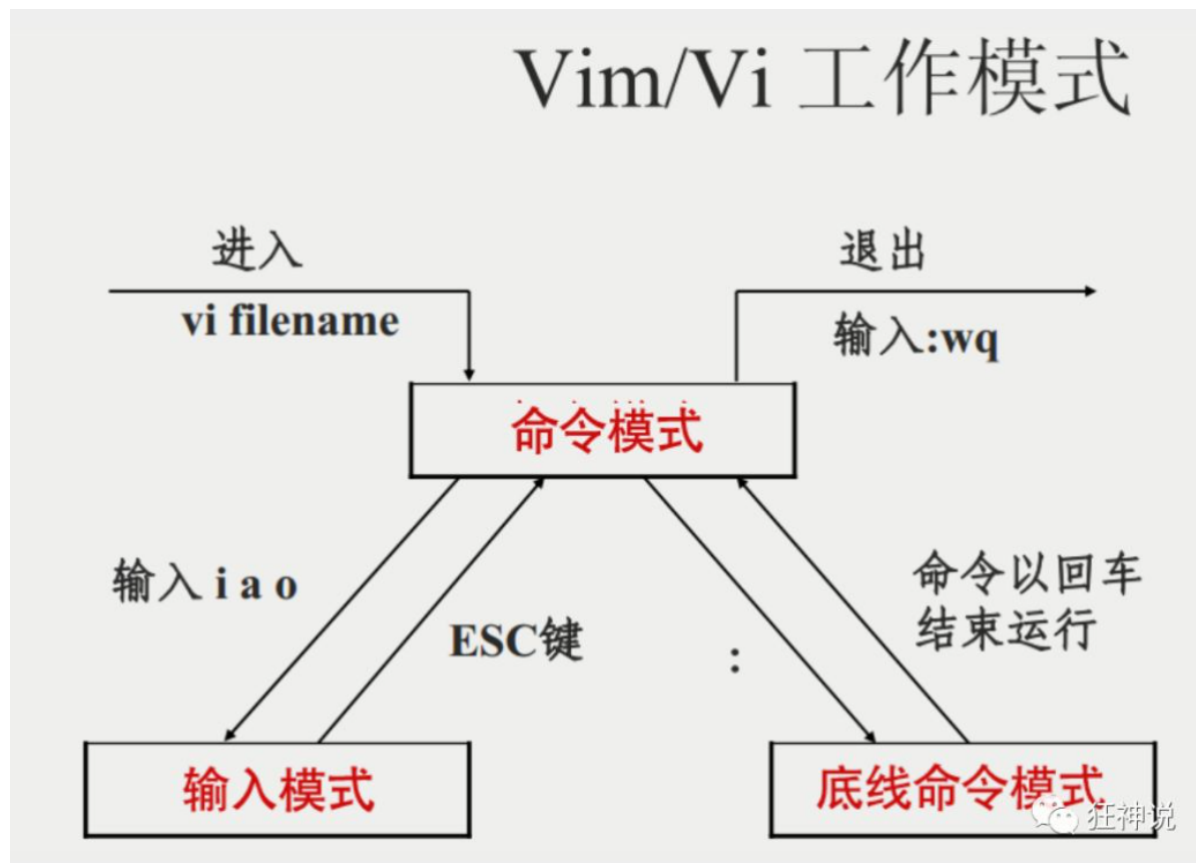 Vim/Vi 工作模式
进入
vi filename
退出
输入:wq
命令模式
输入 i a o
ESC键
:
命令以回车
结束运行
输入模式
底线命令模式
狂神说